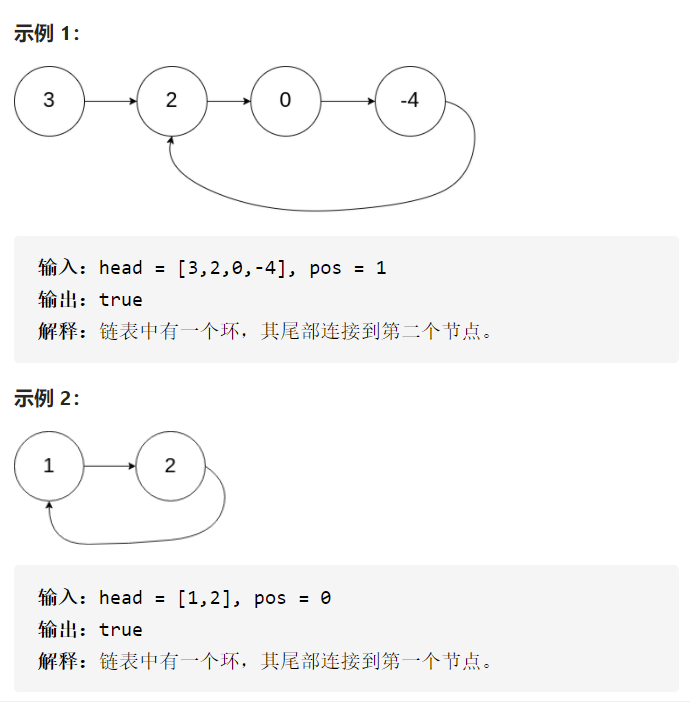 示例 1：
3 2 0 -4
输入：head = [3,2,0,-4], pos = 1
输出：true
解释：链表中有一个环，其尾部连接到第二个节点。
示例 2：
1 2
输入：head = [1,2], pos = 0
输出：true
解释：链表中有一个环，其尾部连接到第一个节点。